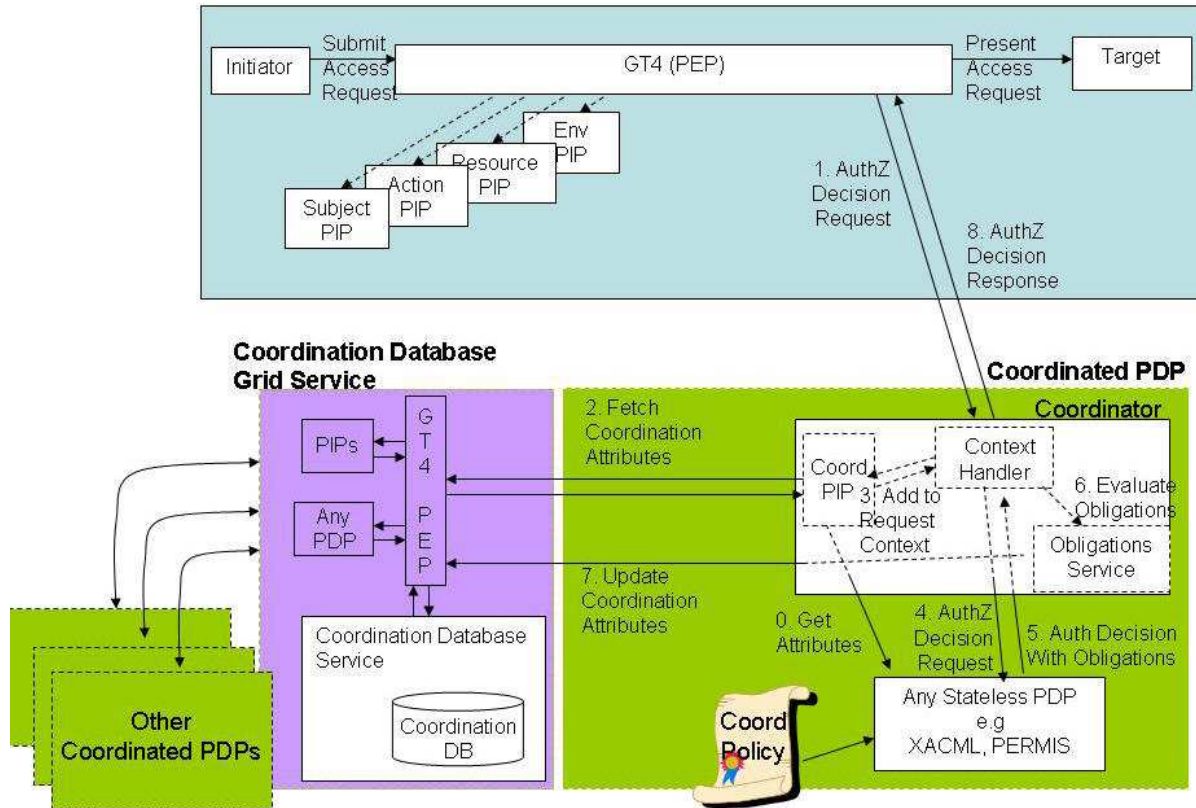 Initiator
Submit
Access
Request
GT4 (PEP)
Present
Access
Request
Target
Env
PIP
Resource
PIP
Action
PIP
Subject
PIP
1. AuthZ
Decision
Request
8. AuthZ
Decision
Response
Coordination Database
Grid Service
Coordinated PDP
Coordinator
PIPs
Any
PDP
G
T
4
P
E
P
2. Fetch
Coordination
Attributes
Coord
PIP
Context
Handler
3. Add to
Request
Context
6. Evaluate
Obligations
Obligations
Service
7. Update
Coordination
Attributes
0. Get
Attributes
4. AuthZ
Decision
Request
5. Auth Decision
With Obligations
Coordination Database
Service
Coordination
DB
Other
Coordinated PDPs
Coord
Policy
Any Stateless PDP
e.g
XACML, PERMIS